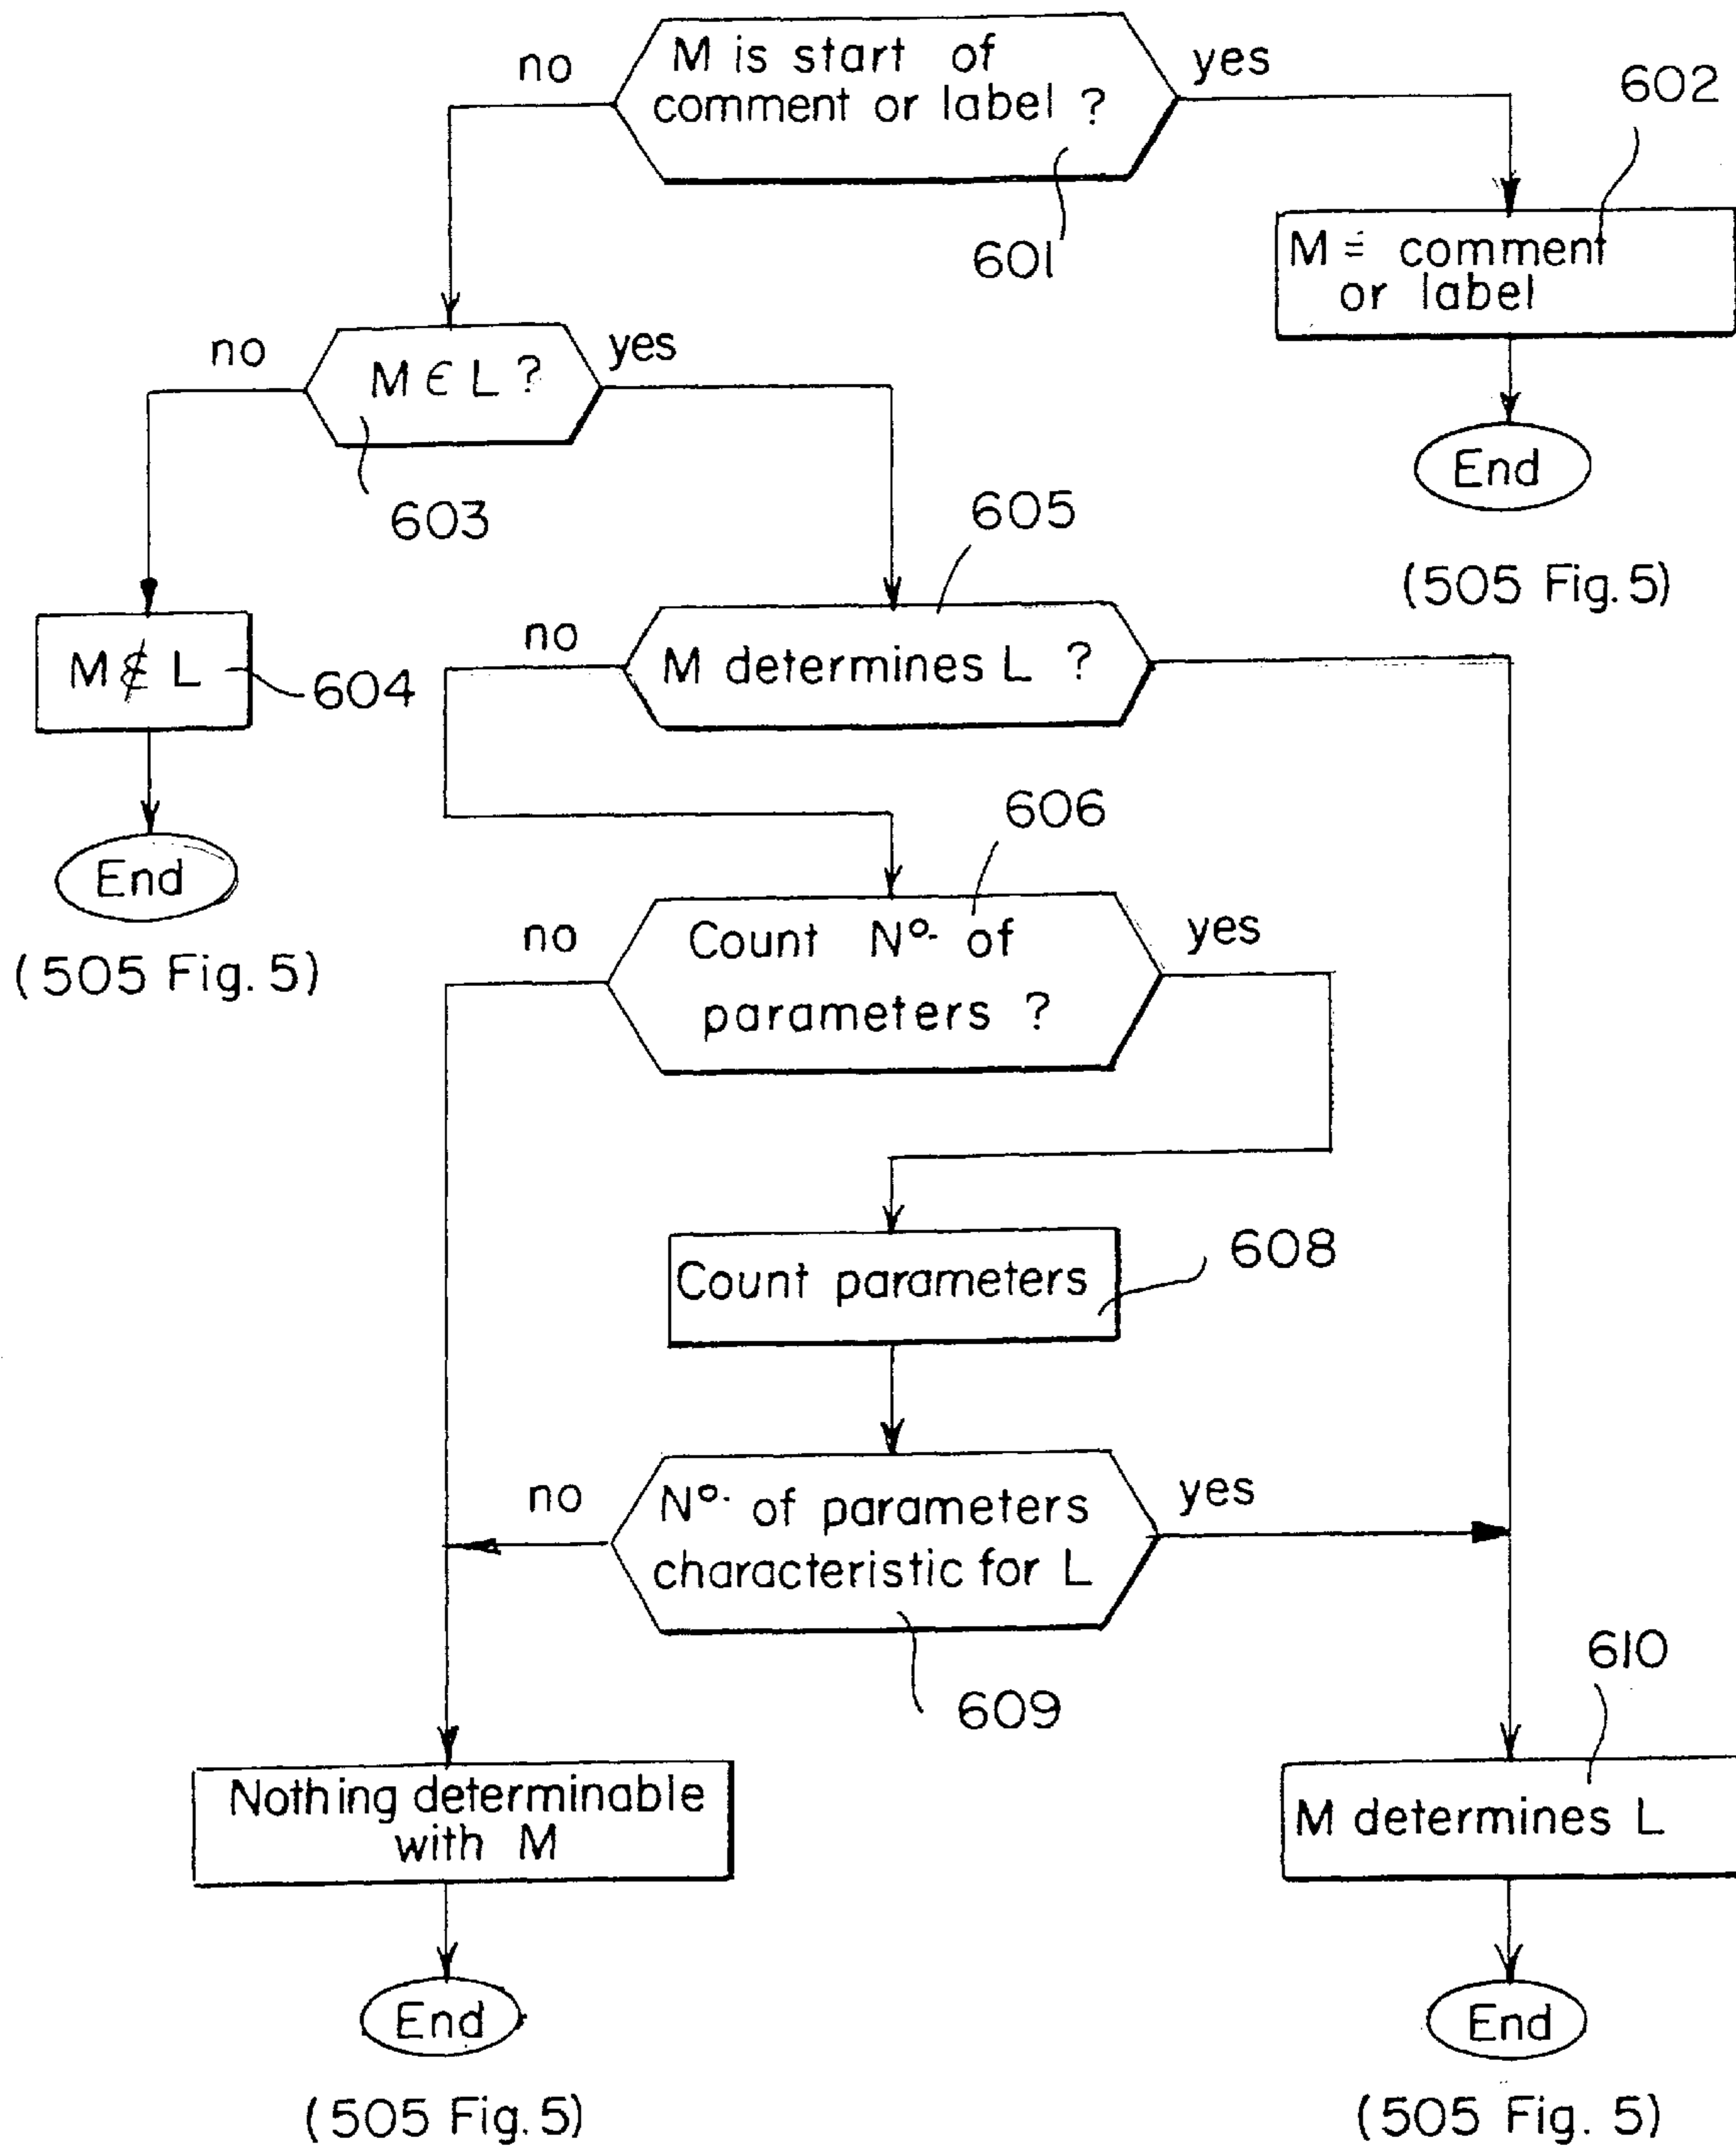 M is start of
comment or label ?
no
yes
601
602
M ≡ comment
or label
End
(505 Fig. 5)
M ϵ L ?
no
yes
603
M ∉ L
604
End
(505 Fig. 5)
605
no
M determines L ?
606
no
Count Nº. of
parameters ?
yes
Count parameters
608
no
Nº. of parameters
characteristic for L
yes
609
Nothing determinable
with M
610
M determines L
End
(505 Fig. 5)
End
(505 Fig. 5)